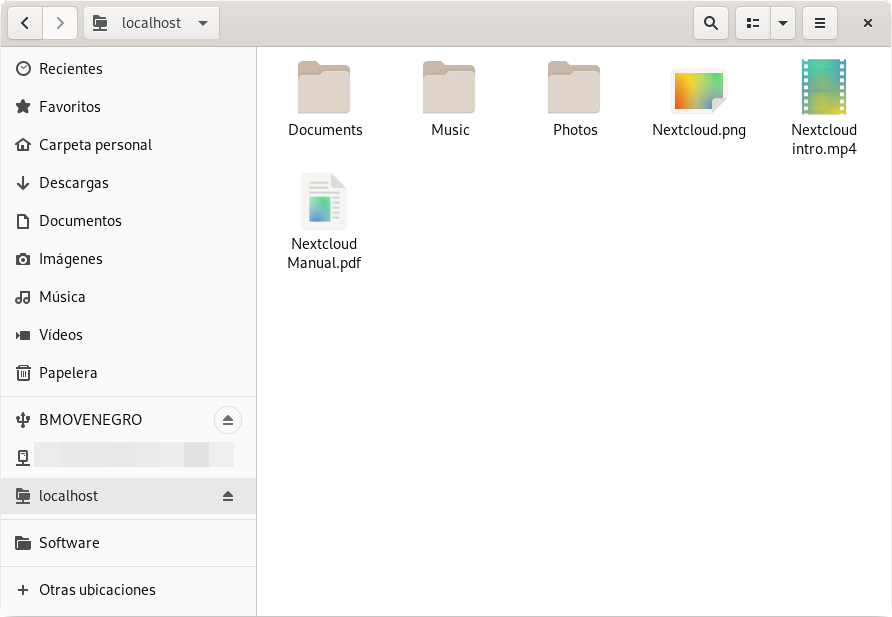 localhost
Recientes
Favoritos
Carpeta personal
Descargas
Documentos
Imágenes
Música
Vídeos
Papelera
BMOVENEGRO
localhost
Software
Otras ubicaciones
Documents
Music
Photos
Nextcloud.png
Nextcloud
intro.mp4
Nextcloud
Manual.pdf